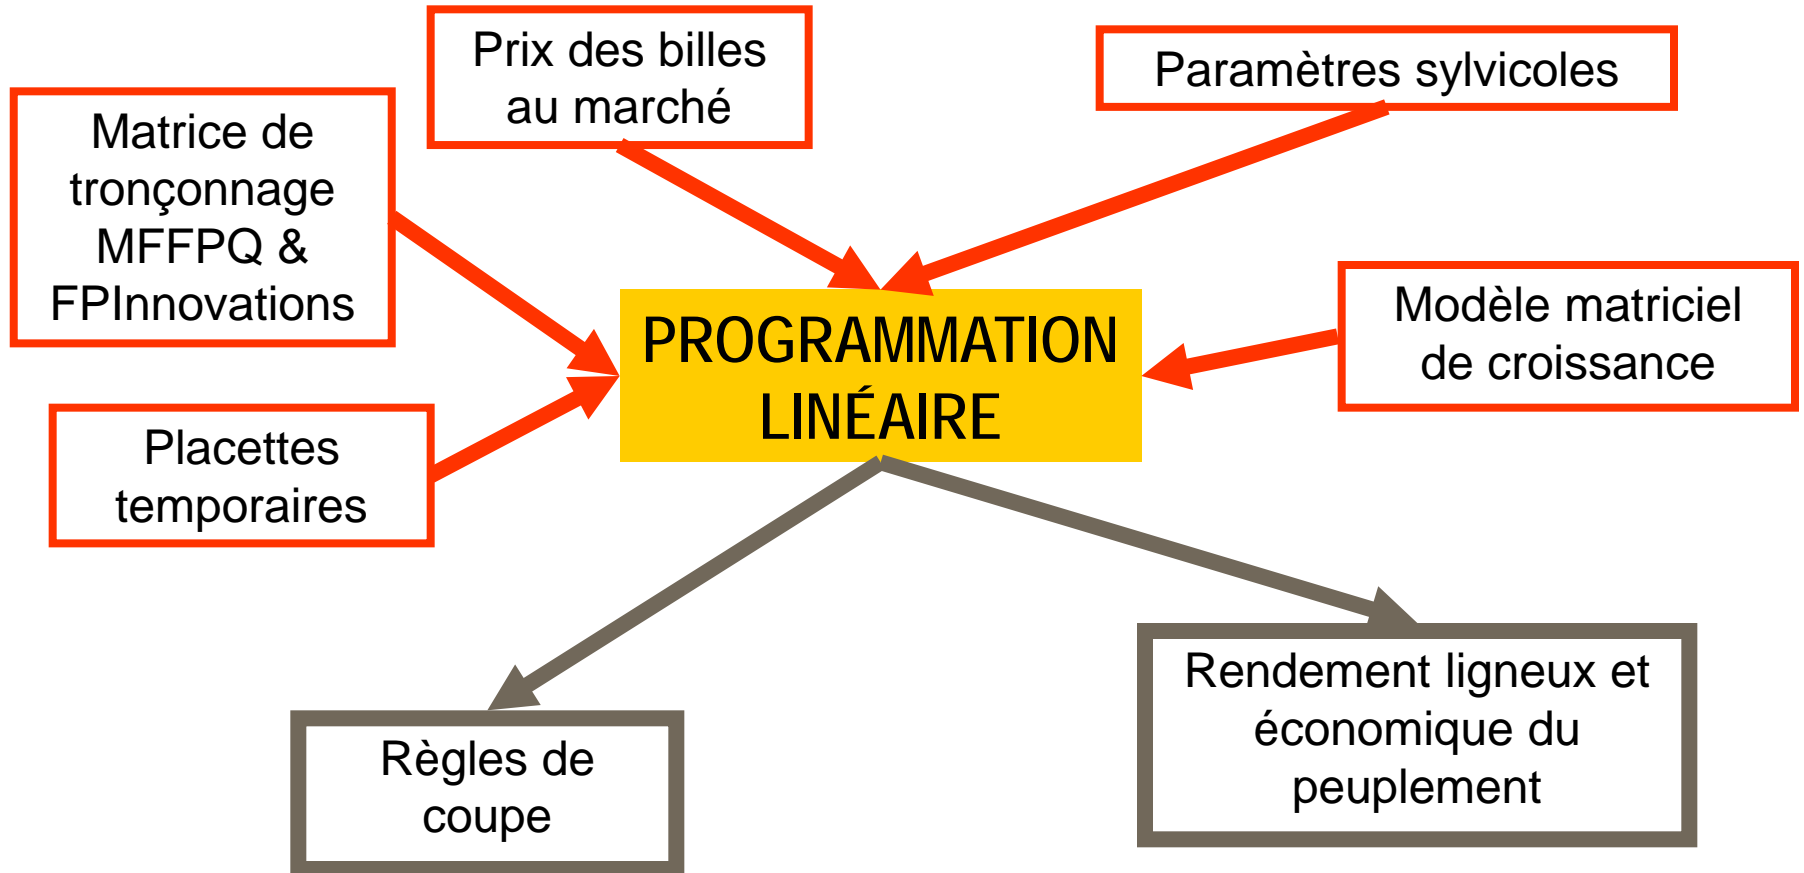 Prix des billes
au marché
Paramètres sylvicoles
Matrice de
tronçonnage
MFFPQ &
FPInnovations
Modèle matriciel
de croissance
PROGRAMMATION
LINÉAIRE
Placettes
temporaires
Règles de
coupe
Rendement ligneux et
économique du
peuplement